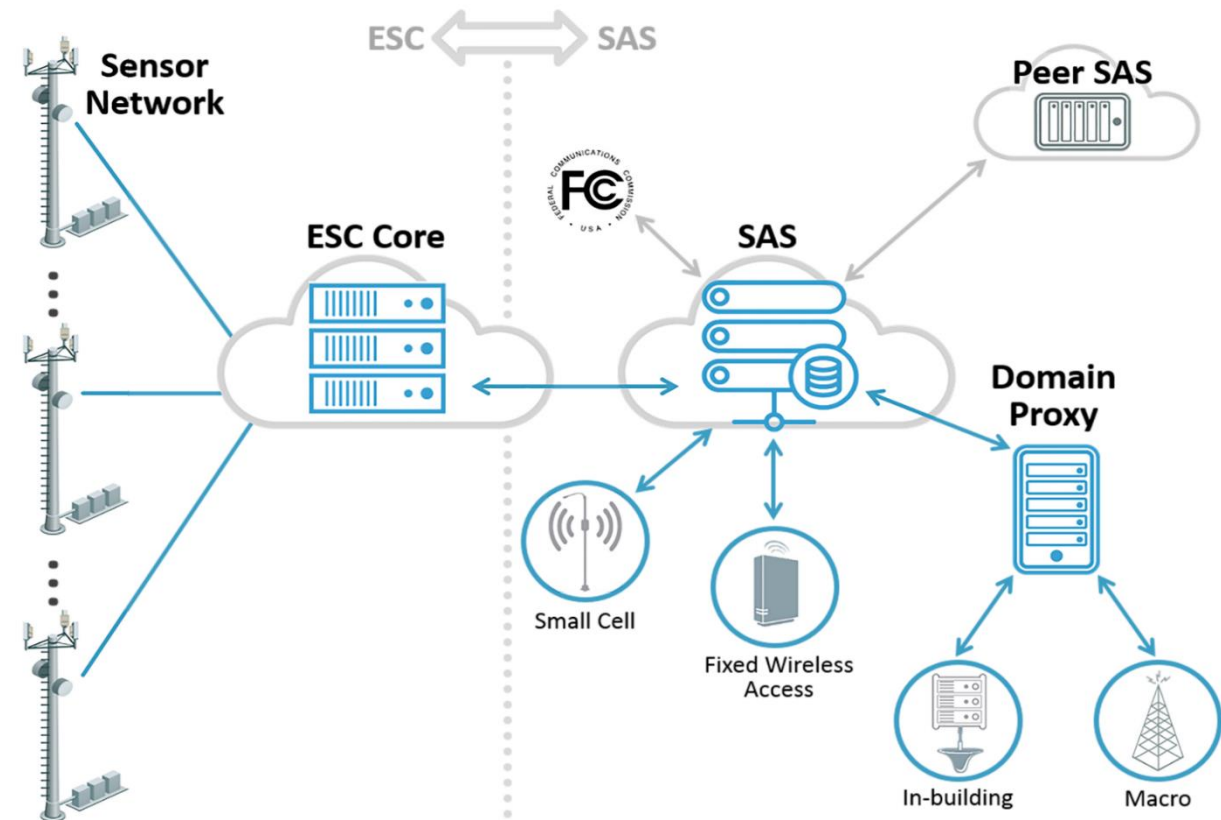 ESC
SAS
Sensor
Network
Peer SAS
FEDERAL COMMUNICATIONS COMMISSION
FCC
• USA •
ESC Core
SAS
Domain
Proxy
Small Cell
Fixed Wireless
Access
In-building
Macro